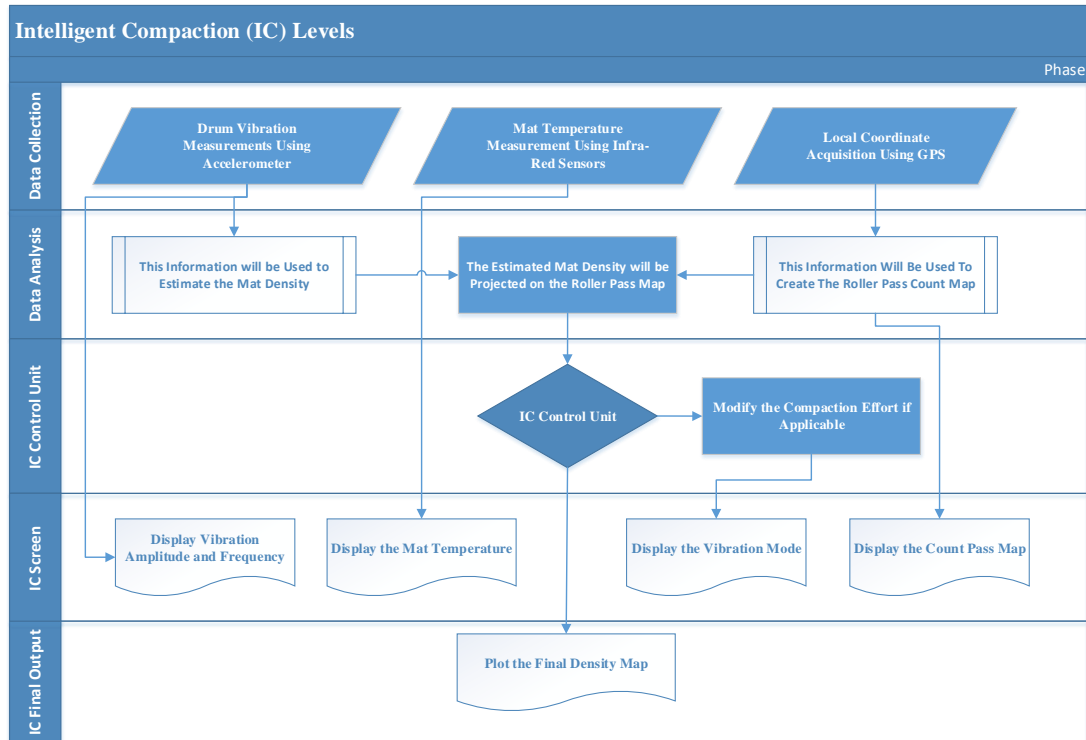 Intelligent Compaction (IC) Levels
Phase
Data Collection
Drum Vibration
Measurements Using
Accelerometer
Mat Temperature
Measurement Using Infra-
Red Sensors
Local Coordinate
Acquisition Using GPS
Data Analysis
This Information will be Used to
Estimate the Mat Density
The Estimated Mat Density will be
Projected on the Roller Pass Map
This Information Will Be Used To
Create The Roller Pass Count Map
IC Control Unit
IC Control Unit
Modify the Compaction Effort if
Applicable
IC Screen
Display Vibration
Amplitude and Frequency
Display the Mat Temperature
Display the Vibration Mode
Display the Count Pass Map
IC Final Output
Plot the Final Density Map